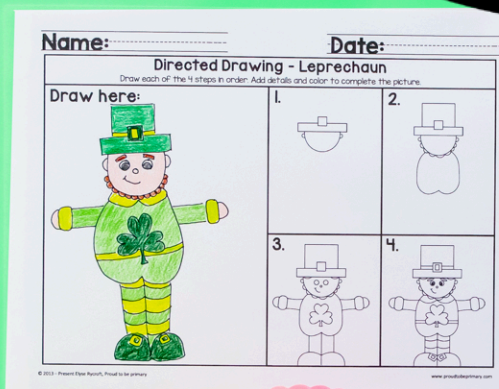 Name:
Date:
Directed Drawing - Leprechaun
Draw each of the 4 steps in order. Add details and color to complete the picture.
Draw here:
1.
2.
3.
4.
© 2013 - Present Elyse Rycroft, Proud to be primary
www.proudtobeprimary.com